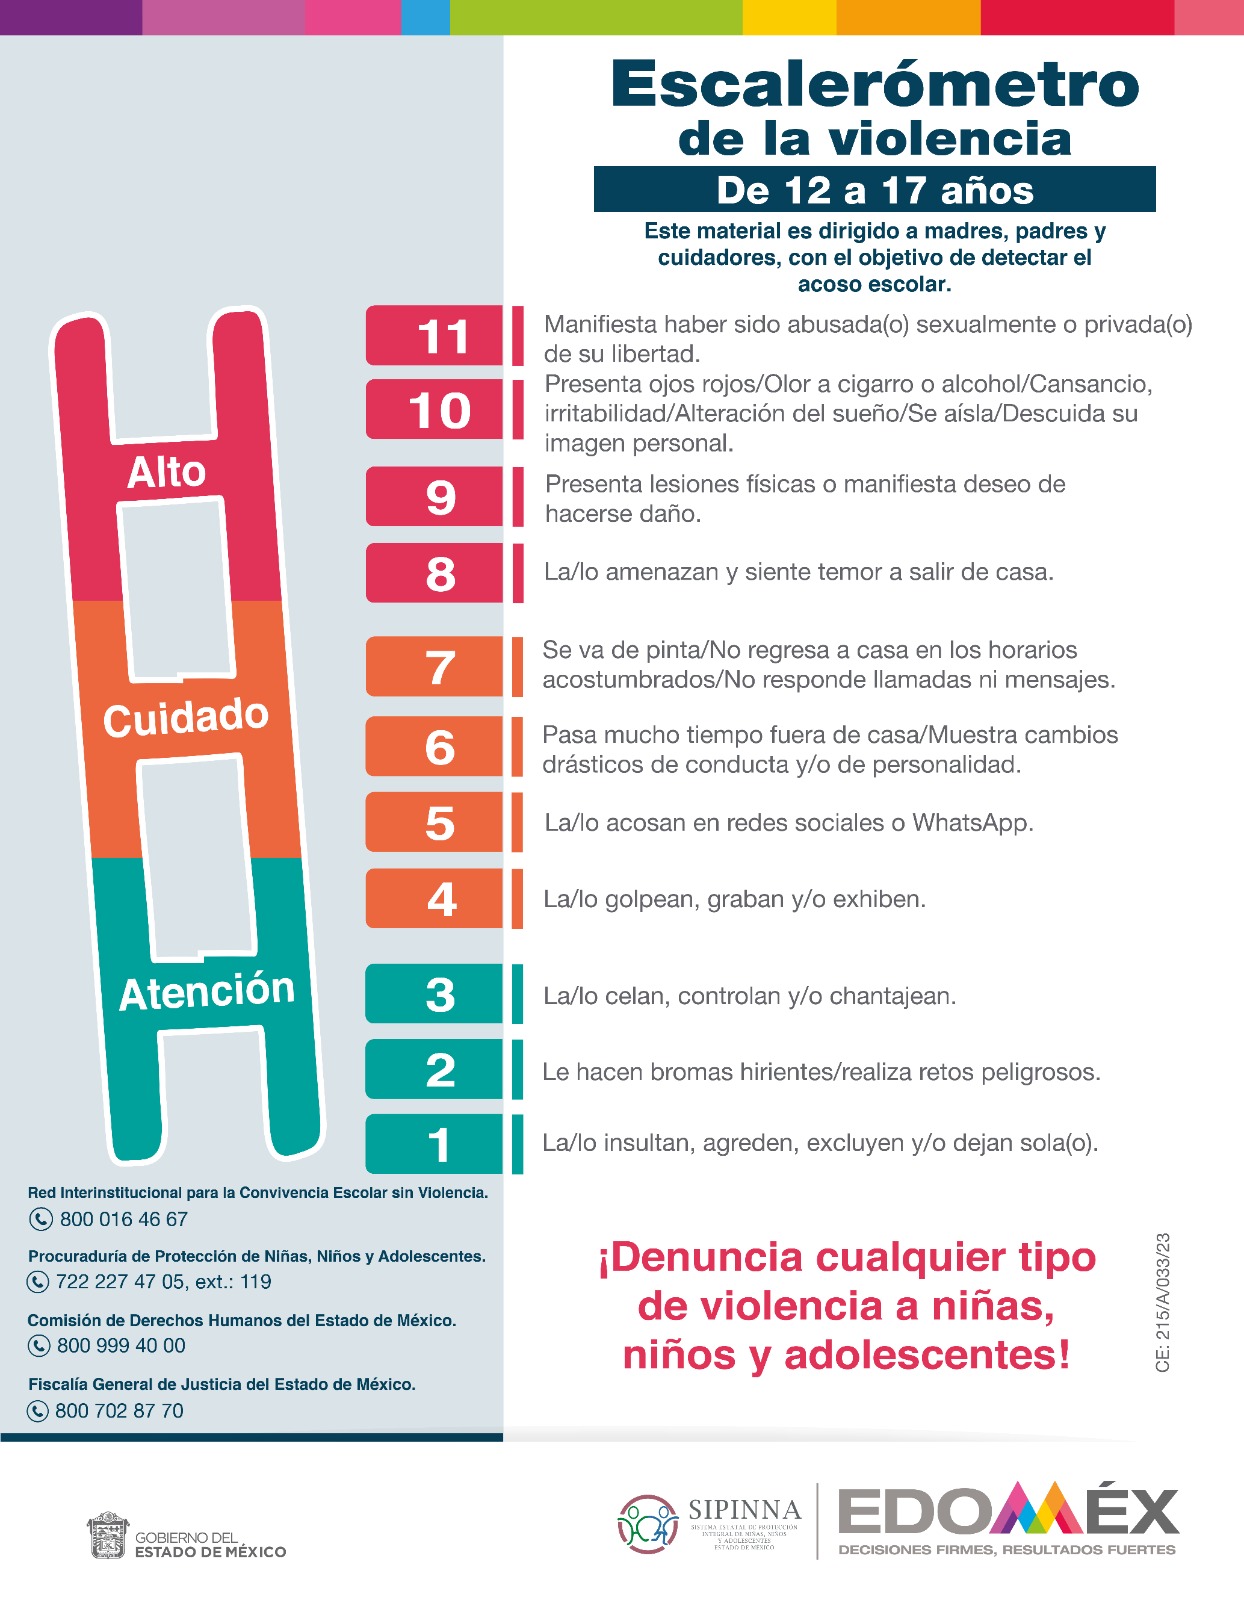 Escalerómetro
de la violencia
De 12 a 17 años
Este material es dirigido a madres, padres y
cuidadores, con el objetivo de detectar el
acoso escolar.
Alto
Cuidado
Atención
11
Manifiesta haber sido abusada(o) sexualmente o privada(o)
de su libertad.
10
Presenta ojos rojos/Olor a cigarro o alcohol/Cansancio,
irritabilidad/Alteración del sueño/Se aísla/Descuida su
imagen personal.
9
Presenta lesiones físicas o manifiesta deseo de
hacerse daño.
8
La/lo amenazan y siente temor a salir de casa.
7
Se va de pinta/No regresa a casa en los horarios
acostumbrados/No responde llamadas ni mensajes.
6
Pasa mucho tiempo fuera de casa/Muestra cambios
drásticos de conducta y/o de personalidad.
5
La/lo acosan en redes sociales o WhatsApp.
4
La/lo golpean, graban y/o exhiben.
3
La/lo celan, controlan y/o chantajean.
2
Le hacen bromas hirientes/realiza retos peligrosos.
1
La/lo insultan, agreden, excluyen y/o dejan sola(o).
Red Interinstitucional para la Convivencia Escolar sin Violencia.
800 016 46 67
Procuraduría de Protección de Niñas, Niños y Adolescentes.
722 227 47 05, ext.: 119
Comisión de Derechos Humanos del Estado de México.
800 999 40 00
Fiscalía General de Justicia del Estado de México.
800 702 87 70
¡Denuncia cualquier tipo
de violencia a niñas,
niños y adolescentes!
CE: 215/A/033/23
GOBIERNO DEL
ESTADO DE MÉXICO
SIPINNA
SISTEMA ESTATAL DE PROTECCIÓN
INTEGRAL DE NIÑAS, NIÑOS
Y ADOLESCENTES
ESTADO DE MÉXICO
EDOMÉX
DECISIONES FIRMES, RESULTADOS FUERTES